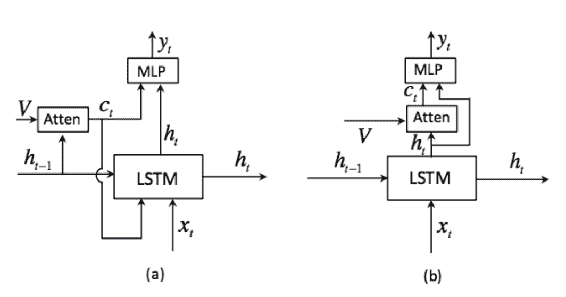 y_t
MLP
V
c_t
Atten
h_t
h_{t-1}
LSTM
h_t
x_t
(a)
y_t
MLP
c_t
Atten
V
h_t
h_{t-1}
LSTM
h_t
x_t
(b)